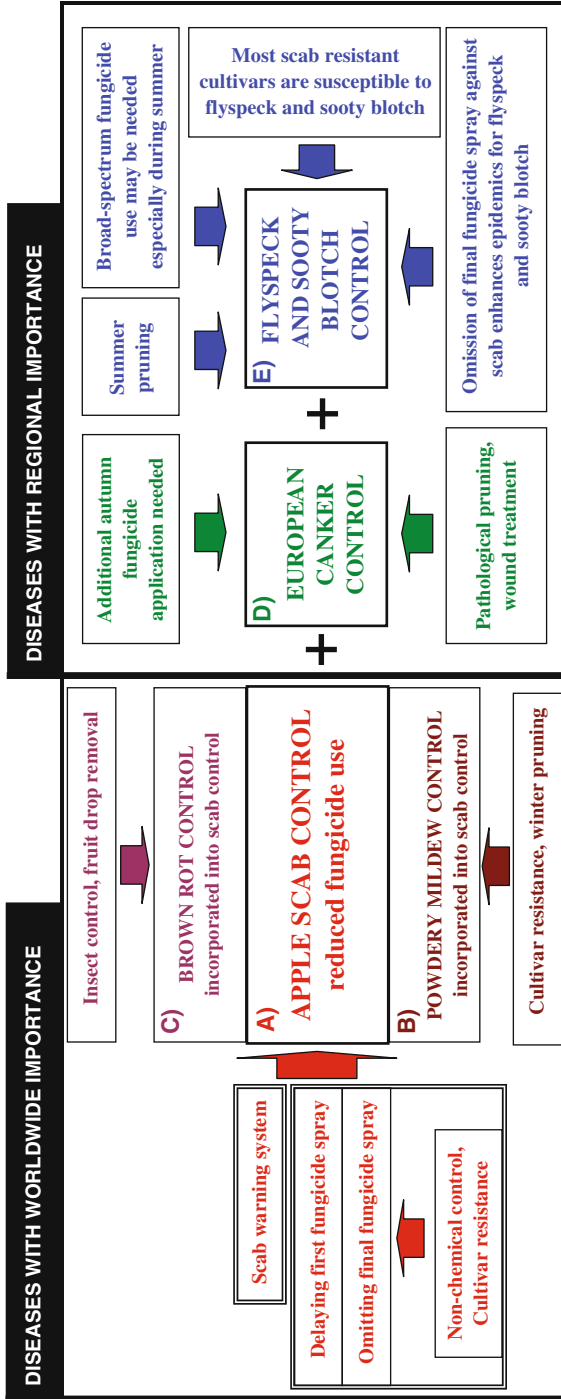 DISEASES WITH WORLDWIDE IMPORTANCE
Insect control, fruit drop removal
C)
BROWN ROT CONTROL
incorporated into scab control
A)
APPLE SCAB CONTROL
reduced fungicide use
B)
POWDERY MILDEW CONTROL
incorporated into scab control
Cultivar resistance, winter pruning
Scab warning system
Delaying first fungicide spray
Omitting final fungicide spray
Non-chemical control,
Cultivar resistance
DISEASES WITH REGIONAL IMPORTANCE
Additional autumn
fungicide
application needed
+
D)
EUROPEAN
CANKER
CONTROL
Pathological pruning,
wound treatment
+
Summer
pruning
Broad-spectrum fungicide
use may be needed
especially during summer
E)
FLYSPECK
AND SOOTY
BLOTCH
CONTROL
Most scab resistant
cultivars are susceptible to
flyspeck and sooty blotch
Omission of final fungicide spray against
scab enhances epidemics for flyspeck
and sooty blotch